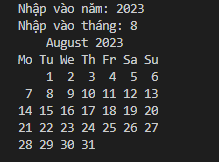 Nhập vào năm: 2023
Nhập vào tháng: 8
    August 2023
Mo Tu We Th Fr Sa Su
    1  2  3  4  5  6
 7  8  9 10 11 12 13
14 15 16 17 18 19 20
21 22 23 24 25 26 27
28 29 30 31